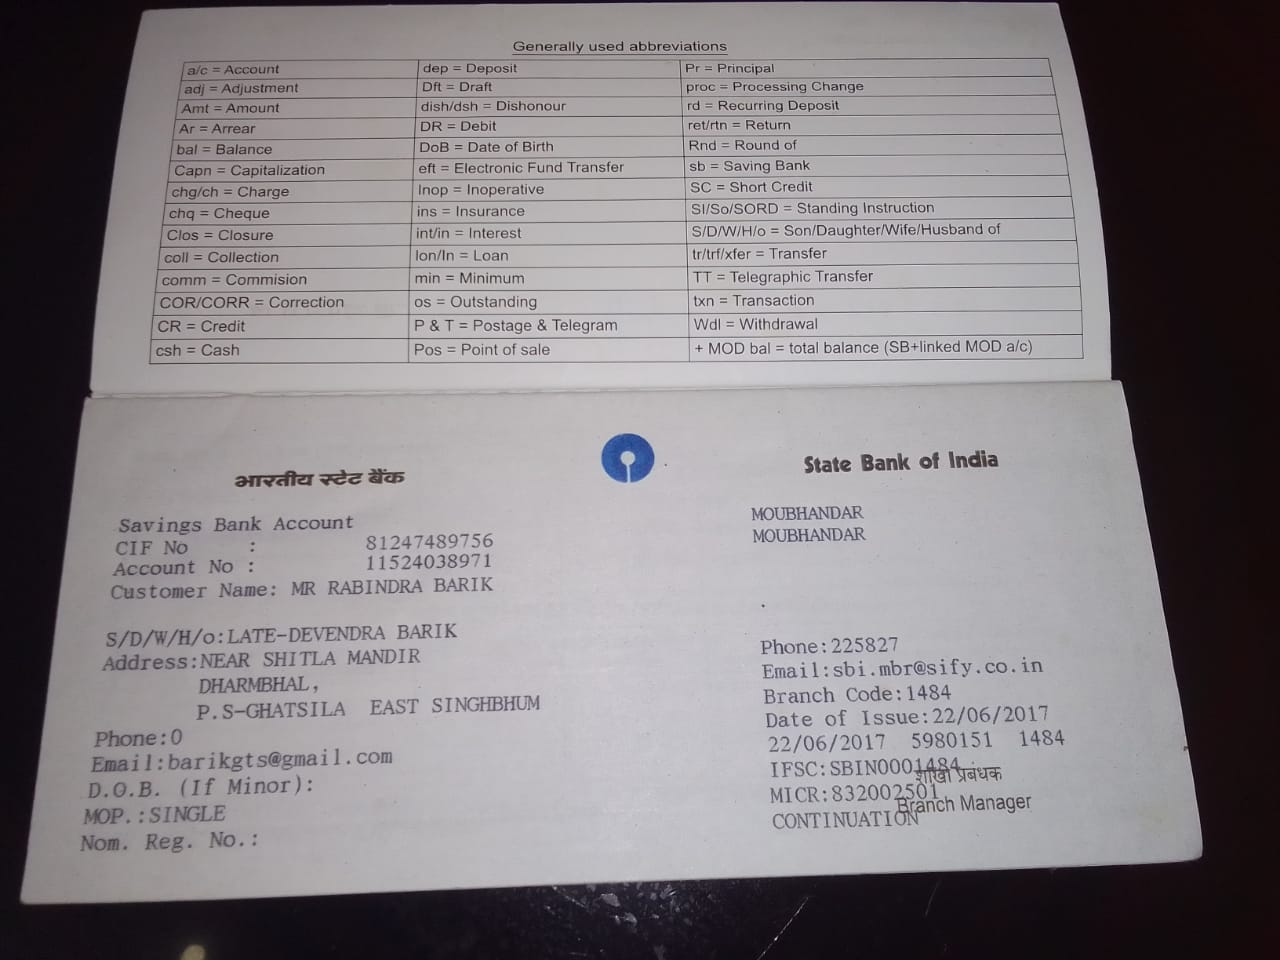 Generally used abbreviations
a/c = Account dep = Deposit Pr = Principal
adj = Adjustment Dft = Draft proc = Processing Change
Amt = Amount dish/dsh = Dishonour rd = Recurring Deposit
Ar = Arrear DR = Debit ret/rtn = Return
bal = Balance DoB = Date of Birth Rnd = Round of
Capn = Capitalization eft = Electronic Fund Transfer sb = Saving Bank
chg/ch = Charge Inop = Inoperative SC = Short Credit
chq = Cheque ins = Insurance SI/So/SORD = Standing Instruction
Clos = Closure int/in = Interest S/D/W/H/o = Son/Daughter/Wife/Husband of
coll = Collection lon/ln = Loan tr/trf/xfer = Transfer
comm = Commision min = Minimum TT = Telegraphic Transfer
COR/CORR = Correction os = Outstanding txn = Transaction
CR = Credit P & T = Postage & Telegram Wdl = Withdrawal
csh = Cash Pos = Point of sale + MOD bal = total balance (SB+linked MOD a/c)
भारतीय स्टेट बैंक
State Bank of India
Savings Bank Account
CIF No : 81247489756
Account No : 11524038971
Customer Name: MR RABINDRA BARIK
S/D/W/H/o:LATE-DEVENDRA BARIK
Address:NEAR SHITLA MANDIR
DHARMBHAL,
P.S-GHATSILA EAST SINGHBHUM
Phone:0
Email:barikgts@gmail.com
D.O.B. (If Minor):
MOP.:SINGLE
Nom. Reg. No.:
MOUBHANDAR
MOUBHANDAR
Phone:225827
Email:sbi.mbr@sify.co.in
Branch Code:1484
Date of Issue:22/06/2017
22/06/2017 5980151 1484
IFSC:SBIN0001484
शाखा प्रबंधक
MICR:832002501
Branch Manager
CONTINUATION